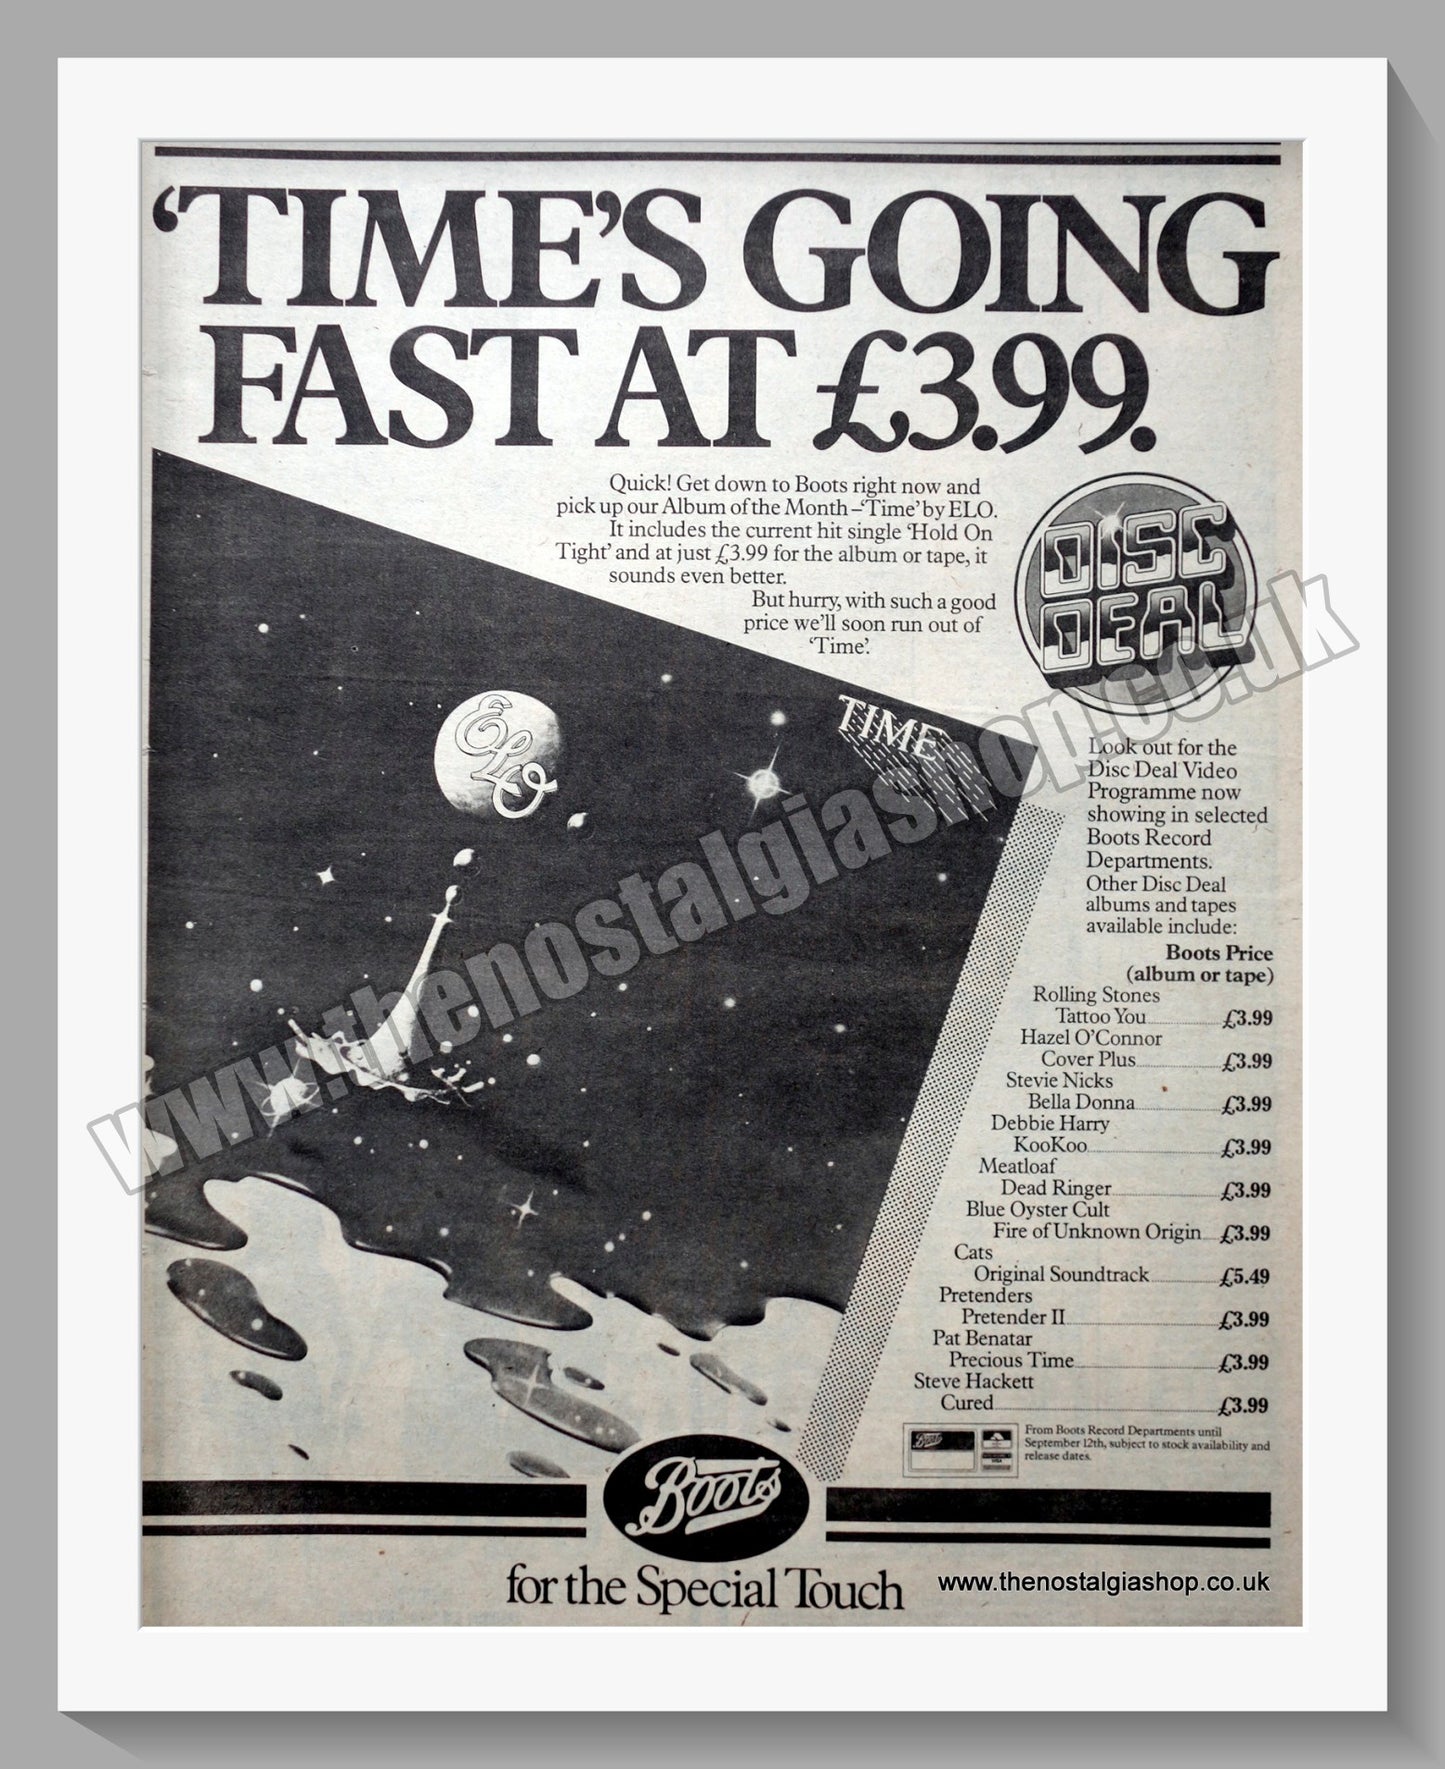 ‘TIME’S GOING
FAST AT £3.99.
Quick! Get down to Boots right now and
pick up our Album of the Month – ‘Time’ by ELO.
It includes the current hit single ‘Hold On
Tight’ and at just £3.99 for the album or tape, it
sounds even better.
But hurry, with such a good
price we’ll soon run out of
‘Time’.
DISC
DEAL
ELO
TIME
www.thenostalgiashop.co.uk
Look out for the
Disc Deal Video
Programme now
showing in selected
Boots Record
Departments.
Other Disc Deal
albums and tapes
available include:
Boots Price
(album or tape)
Rolling Stones
Tattoo You £3.99
Hazel O’Connor
Cover Plus £3.99
Stevie Nicks
Bella Donna £3.99
Debbie Harry
KooKoo £3.99
Meatloaf
Dead Ringer £3.99
Blue Oyster Cult
Fire of Unknown Origin £3.99
Cats
Original Soundtrack £5.49
Pretenders
Pretender II £3.99
Pat Benatar
Precious Time £3.99
Steve Hackett
Cured £3.99
Boots
VISA
From Boots Record Departments until
September 12th, subject to stock availability and
release dates.
Boots
for the Special Touch
www.thenostalgiashop.co.uk